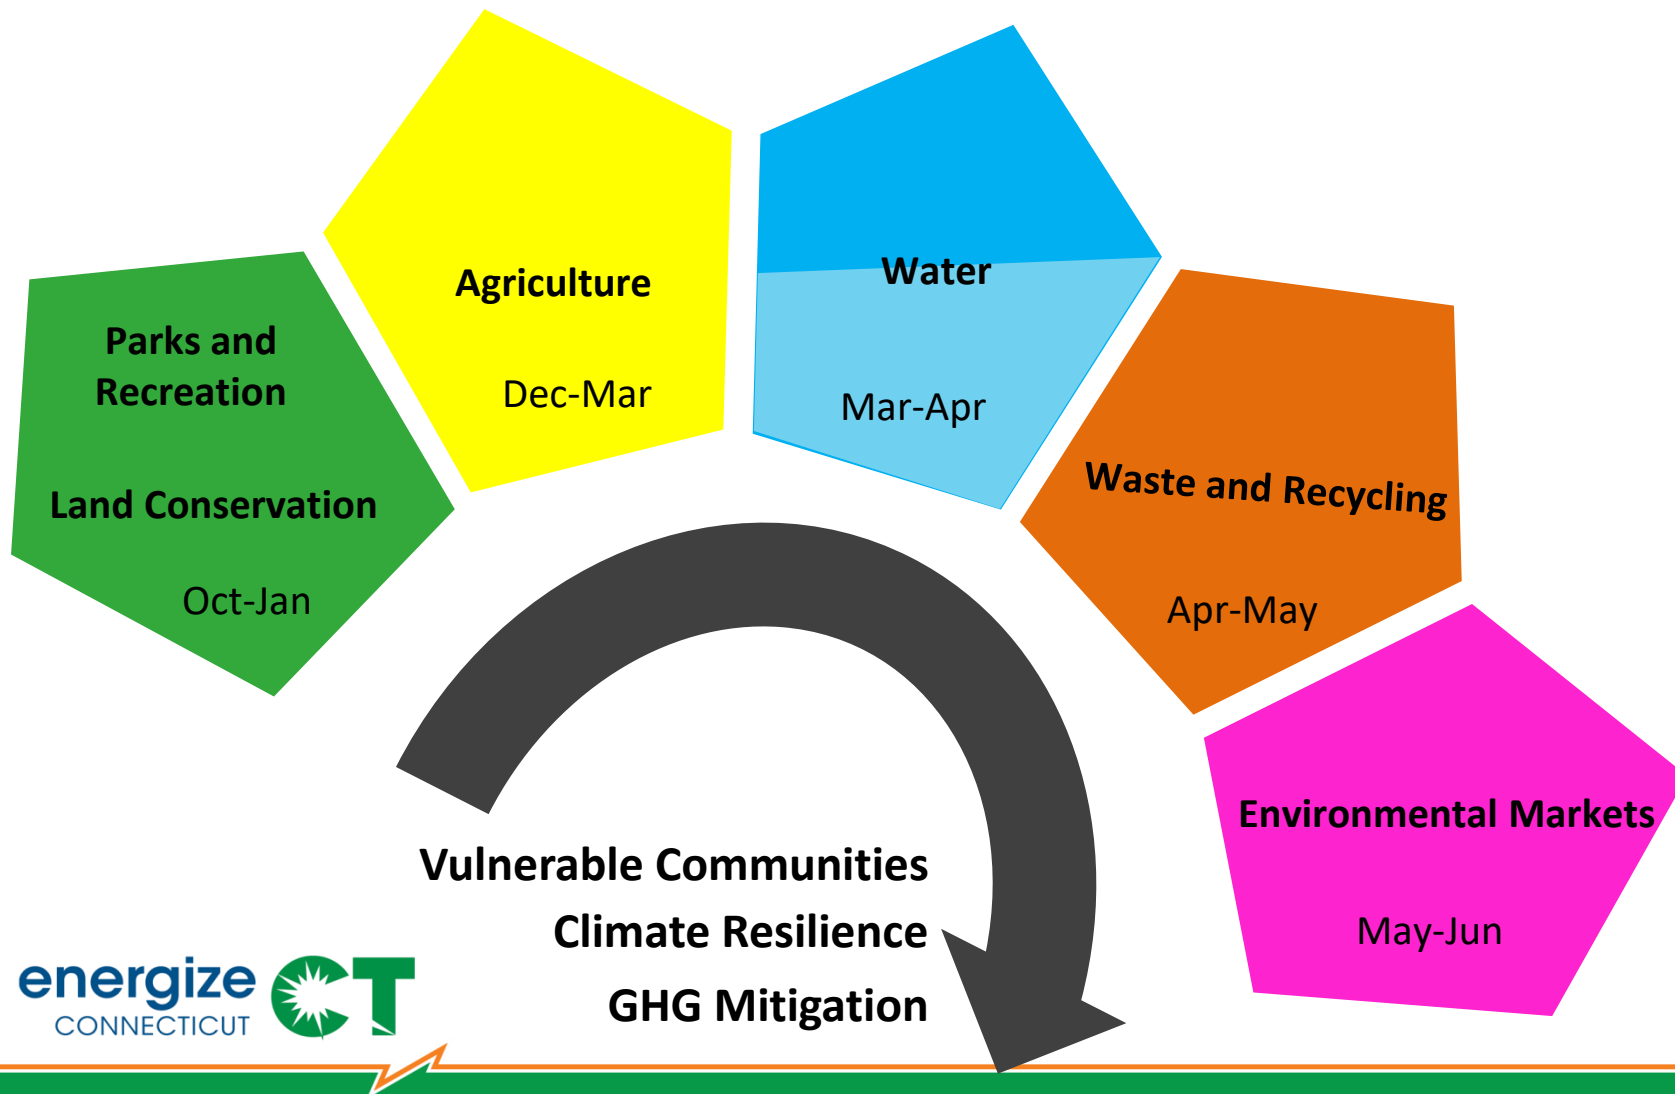 Parks and
Recreation
Land Conservation
Oct-Jan
Agriculture
Dec-Mar
Water
Mar-Apr
Waste and Recycling
Apr-May
Environmental Markets
May-Jun
Vulnerable Communities
Climate Resilience
GHG Mitigation
energize CT
CONNECTICUT